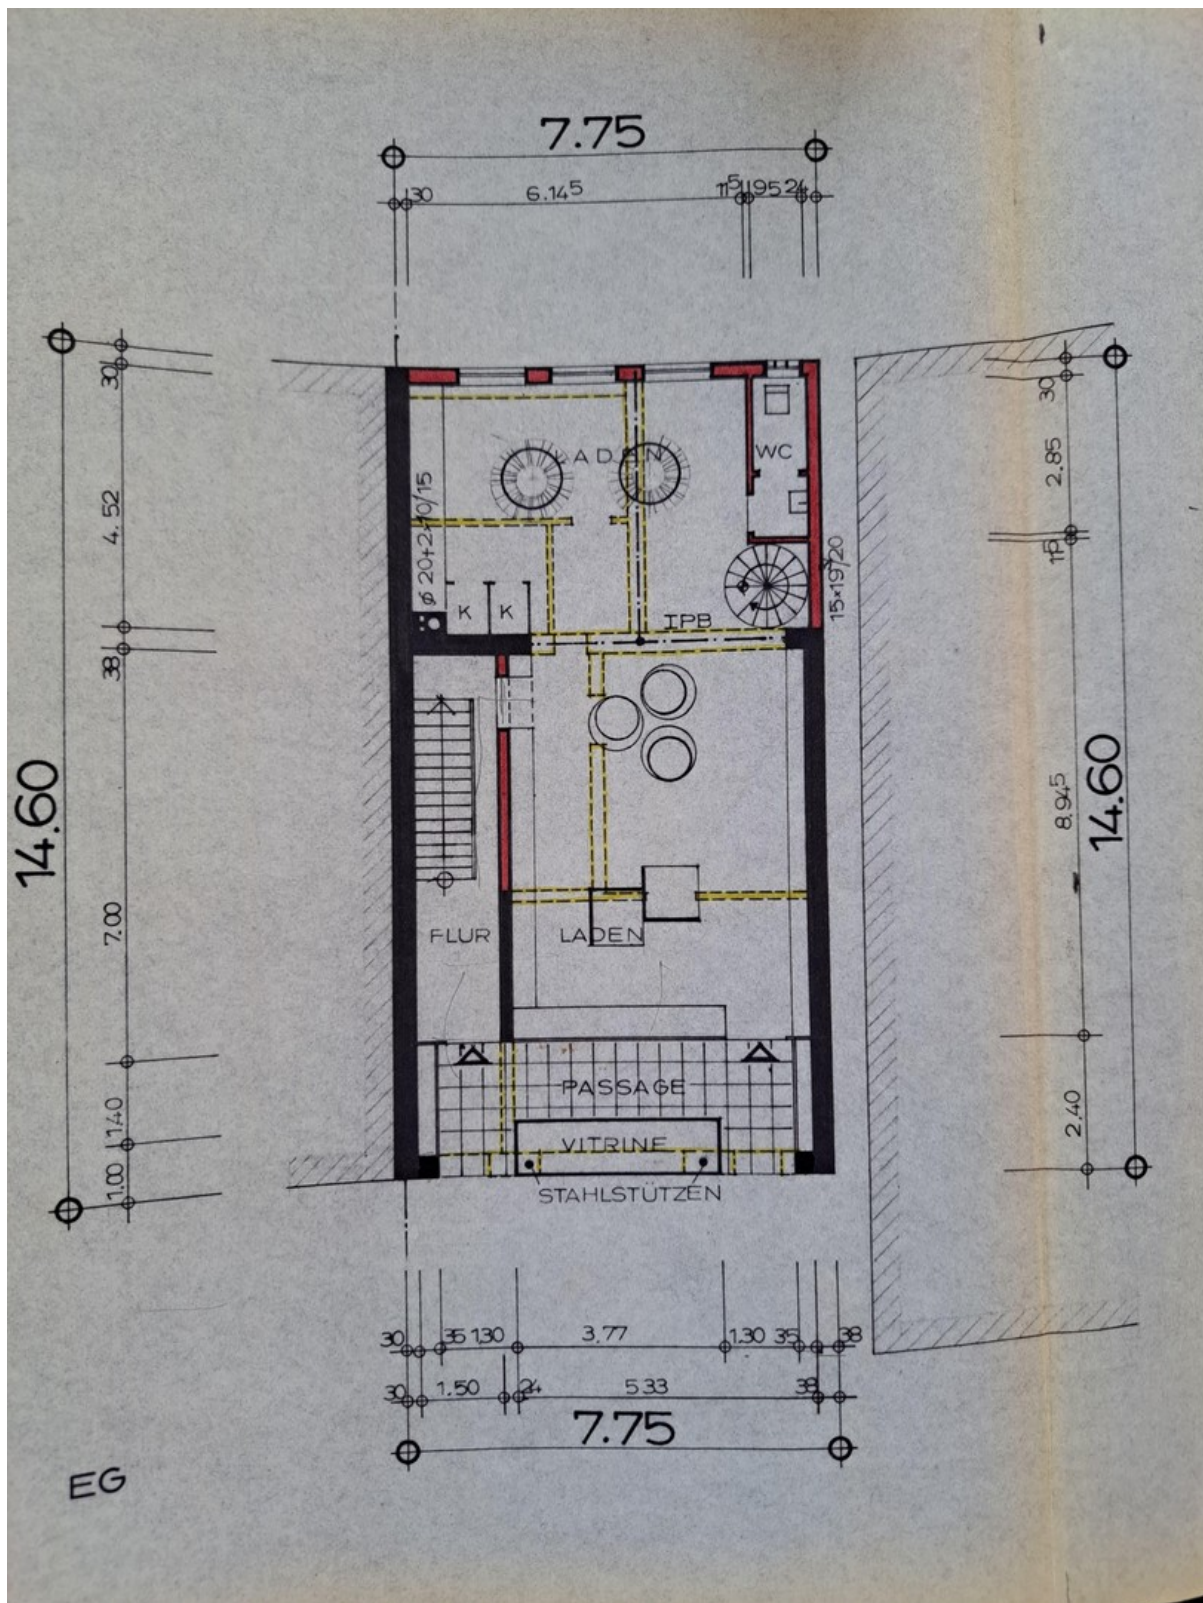 7.75
30 6.14⁵ 11⁵ 1.95 24
14.60
30
4.52
38
7.00
1.40
1.00
30
2.85
11⁵
8.94⁵
2.40
14.60
LADEN
WC
ø 20+2×10/15
K K
IPB
15×19/20
FLUR
LADEN
PASSAGE
VITRINE
STAHLSTÜTZEN
30 35 1.30 3.77 1.30 35 38
30 1.50 24 5.33 38
7.75
EG